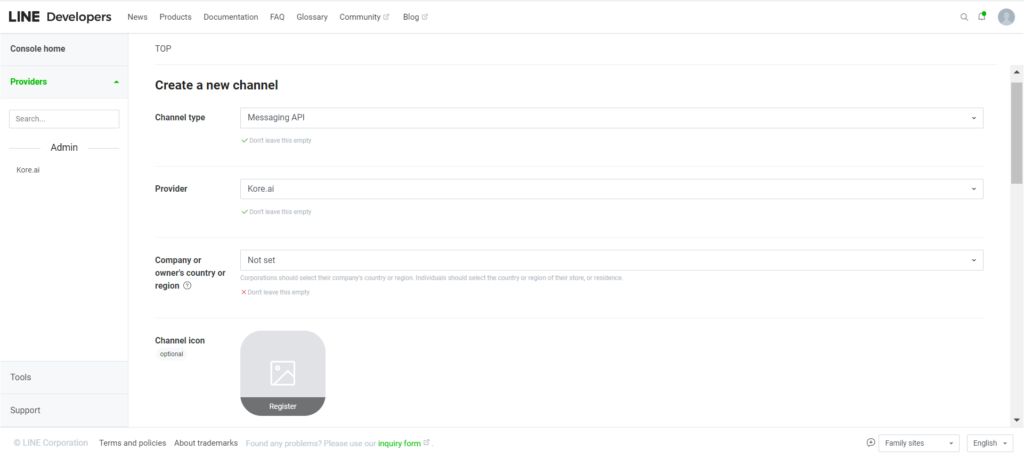 LINE Developers News Products Documentation FAQ Glossary Community Blog
Console home
Providers
Search...
Admin
Kore.ai
Tools
Support
TOP
Create a new channel
Channel type
Messaging API
Don't leave this empty
Provider
Kore.ai
Don't leave this empty
Company or
owner's country or
region
Not set
Corporations should select their company's country or region. Individuals should select the country or region of their store, or residence.
Don't leave this empty
Channel icon
optional
Register
© LINE Corporation Terms and policies About trademarks Found any problems? Please use our inquiry form . Family sites English